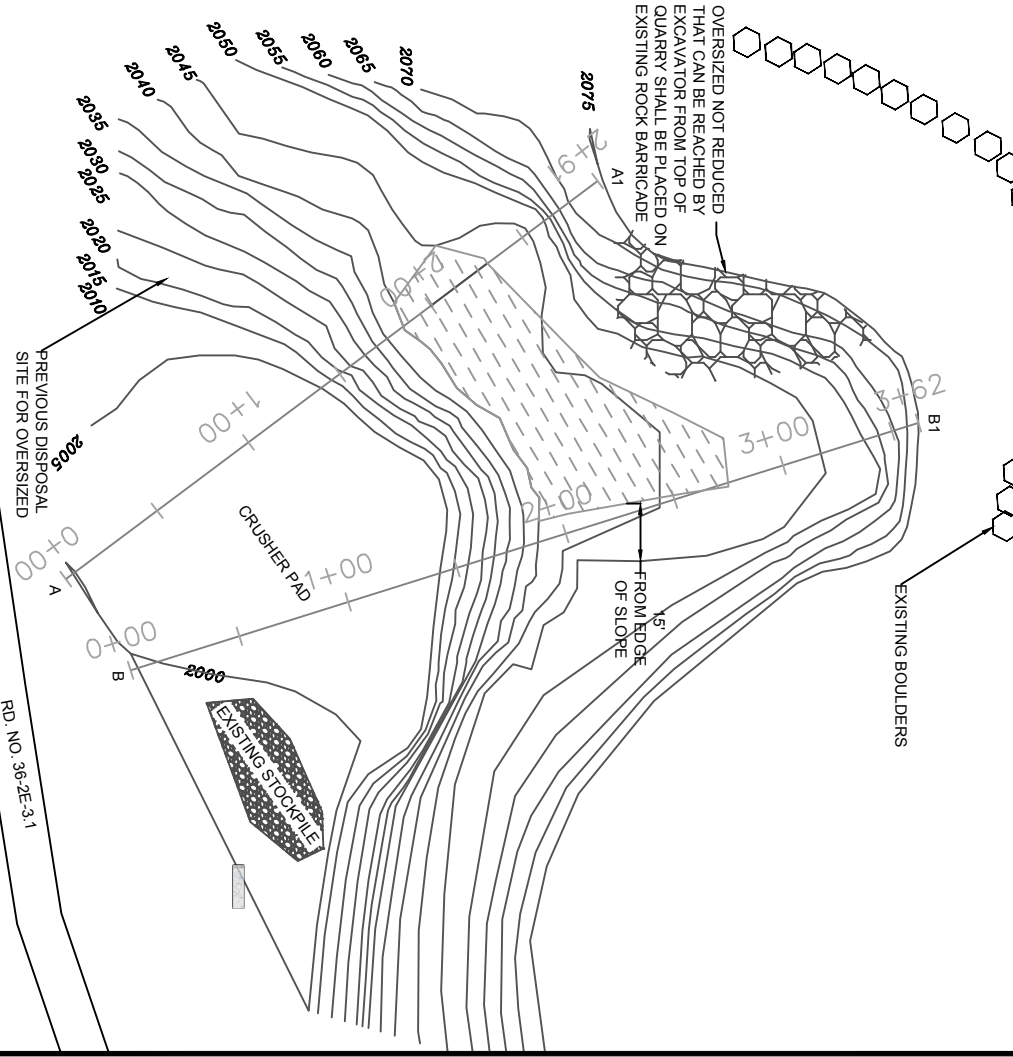 OVERSIZED NOT REDUCED
THAT CAN BE REACHED BY
EXCAVATOR FROM TOP OF
QUARRY SHALL BE PLACED ON
EXISTING ROCK BARRICADE
2075
2070
2065
2060
2055
2050
2045
2040
2035
2030
2025
2020
2015
2010
2005
2000
2+91
A1
2+00
1+00
0+00
A
3+62
B1
3+00
2+00
1+00
0+00
B
CRUSHER PAD
15'
FROM EDGE
OF SLOPE
EXISTING BOULDERS
EXISTING STOCKPILE
PREVIOUS DISPOSAL
SITE FOR OVERSIZED
RD. NO. 36-2E-3.1